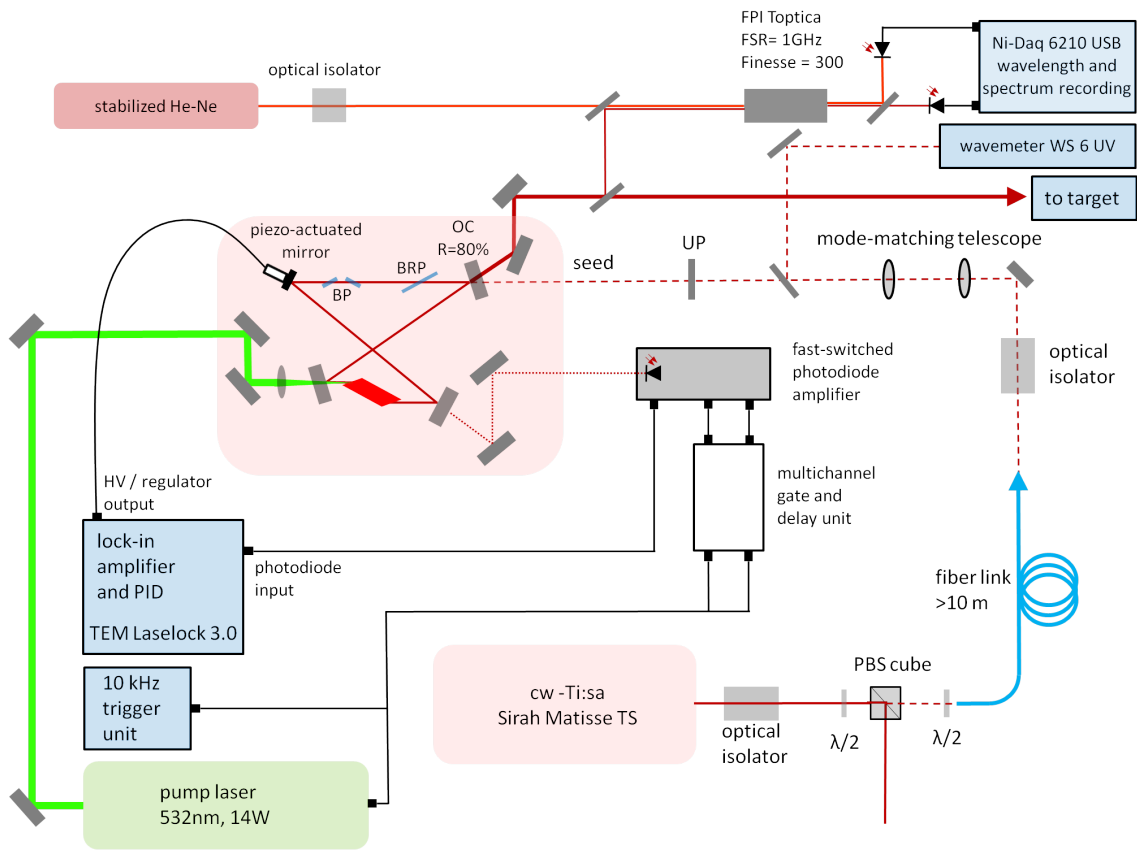 FPI Toptica
FSR= 1GHz
Finesse = 300
Ni-Daq 6210 USB
wavelength and
spectrum recording
optical isolator
stabilized He-Ne
wavemeter WS 6 UV
to target
piezo-actuated
mirror
OC
R=80%
BRP
BP
seed
UP
mode-matching telescope
optical
isolator
fast-switched
photodiode
amplifier
HV / regulator
output
multichannel
gate and
delay unit
lock-in
amplifier
and PID
TEM Laselock 3.0
photodiode
input
fiber link
>10 m
10 kHz
trigger
unit
cw -Ti:sa
Sirah Matisse TS
PBS cube
optical
isolator
λ/2
λ/2
pump laser
532nm, 14W